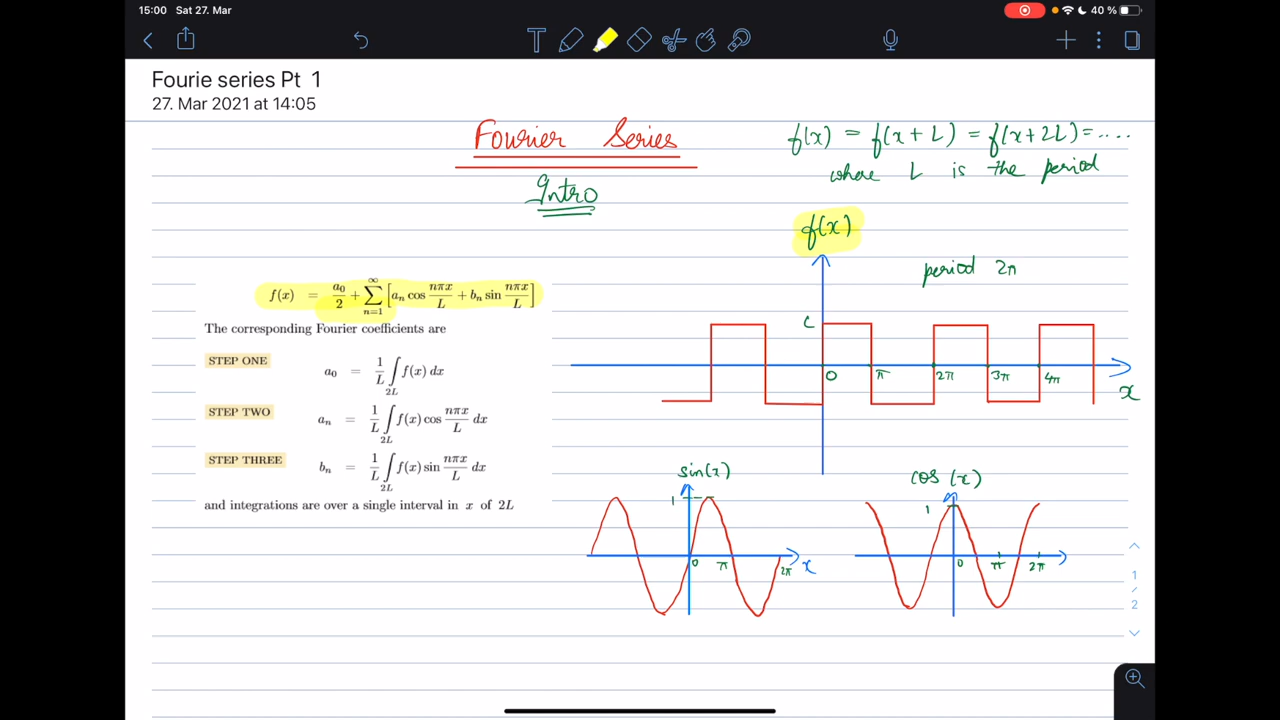 15:00 Sat 27. Mar
40 %
Fourie series Pt 1
27. Mar 2021 at 14:05
Fourier Series
Intro
f(x) = f(x + L) = f(x + 2L) = ....
where L is the period
f(x)
period 2π
c
0 π 2π 3π 4π
x
f(x) = a₀/2 + ∑_{n=1}^{∞} [aₙ cos nπx/L + bₙ sin nπx/L]
The corresponding Fourier coefficients are
STEP ONE
a₀ = 1/L ∫_{2L} f(x) dx
STEP TWO
aₙ = 1/L ∫_{2L} f(x) cos nπx/L dx
STEP THREE
bₙ = 1/L ∫_{2L} f(x) sin nπx/L dx
and integrations are over a single interval in x of 2L
sin(x)
1
0 π 2π x
cos (x)
1
0 π 2π
1
/
2